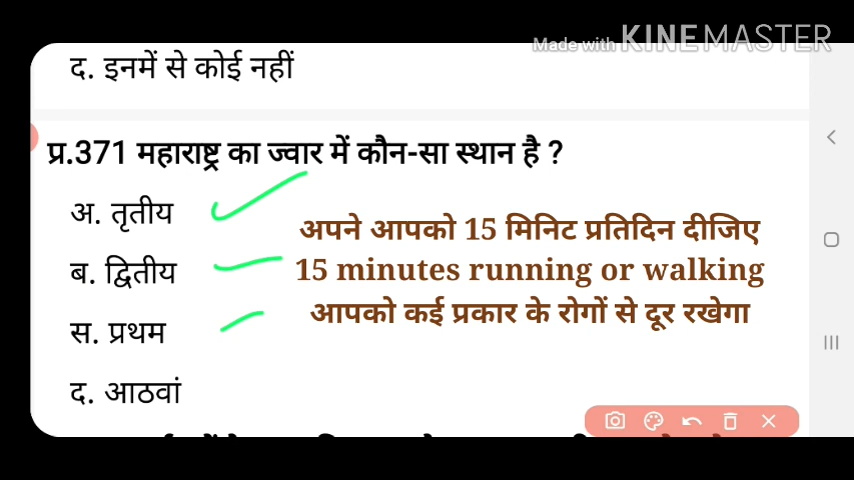 Made with KINEMASTER
द. इनमें से कोई नहीं
प्र.371 महाराष्ट्र का ज्वार में कौन-सा स्थान है ?
अ. तृतीय
ब. द्वितीय
स. प्रथम
द. आठवां
अपने आपको 15 मिनिट प्रतिदिन दीजिए
15 minutes running or walking
आपको कई प्रकार के रोगों से दूर रखेगा